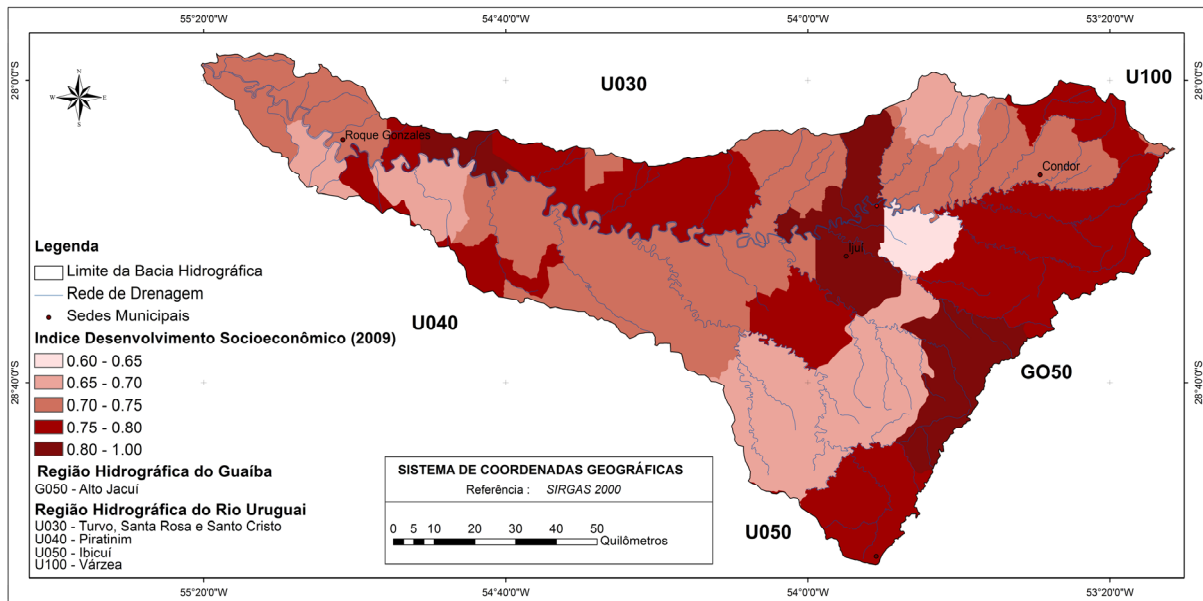 55°20'0"W 54°40'0"W 54°0'0"W 53°20'0"W
28°0'0"S 28°0'0"S
N
W E
S
U030
U100
Roque Gonzales
Condor
Ijuí
U040
GO50
U050
28°40'0"S 28°40'0"S
Legenda
Limite da Bacia Hidrográfica
Rede de Drenagem
Sedes Municipais
Indice Desenvolvimento Socioeconômico (2009)
0.60 - 0.65
0.65 - 0.70
0.70 - 0.75
0.75 - 0.80
0.80 - 1.00
Região Hidrográfica do Guaíba
G050 - Alto Jacuí
Região Hidrográfica do Rio Uruguai
U030 - Turvo, Santa Rosa e Santo Cristo
U040 - Piratinim
U050 - Ibicuí
U100 - Várzea
SISTEMA DE COORDENADAS GEOGRÁFICAS
Referência : SIRGAS 2000
0 5 10 20 30 40 50
Quilômetros
55°20'0"W 54°40'0"W 54°0'0"W 53°20'0"W